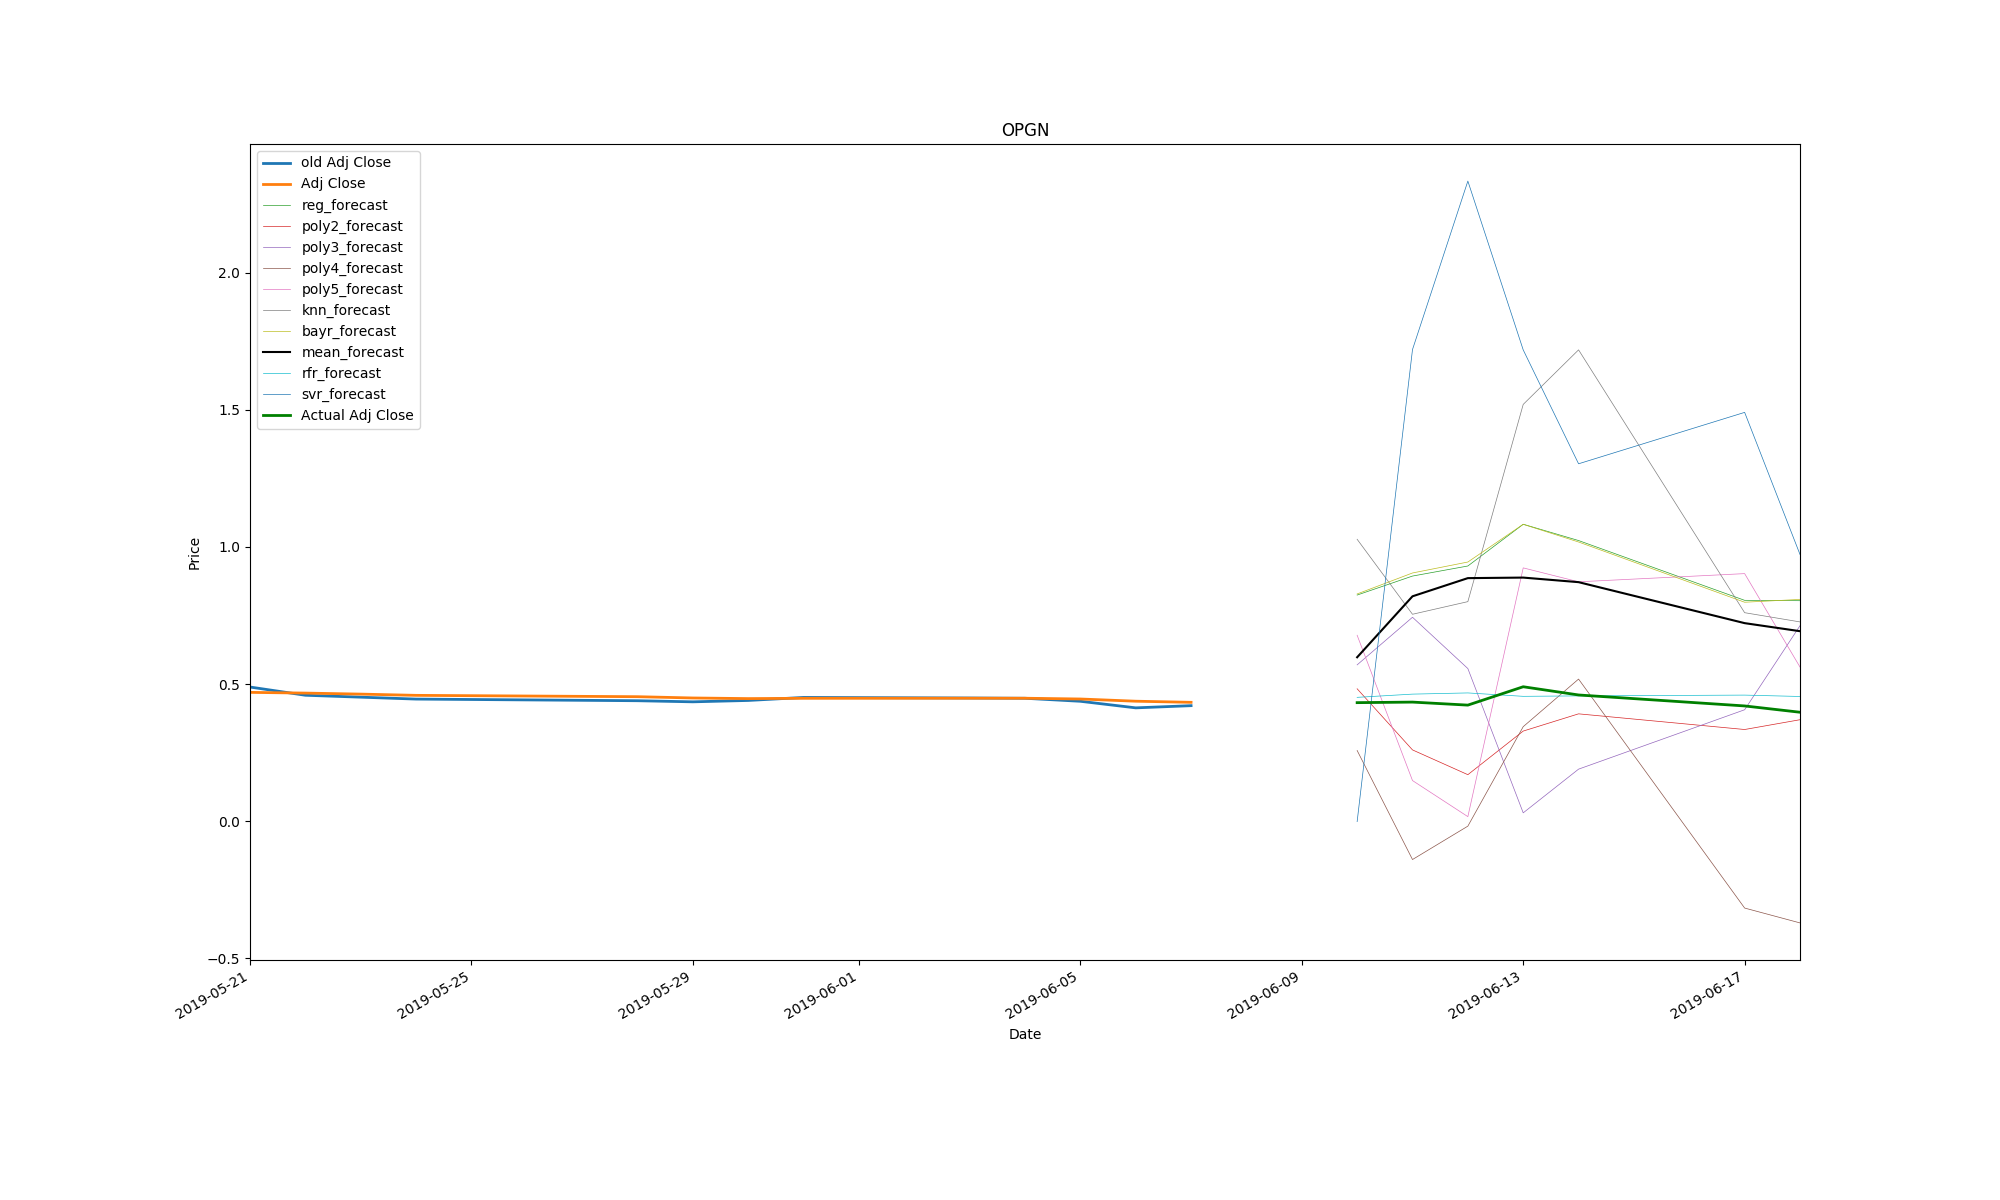 OPGN
old Adj Close
Adj Close
reg_forecast
poly2_forecast
poly3_forecast
poly4_forecast
poly5_forecast
knn_forecast
bayr_forecast
mean_forecast
rfr_forecast
svr_forecast
Actual Adj Close
2.0
1.5
1.0
0.5
0.0
−0.5
Price
2019-05-21
2019-05-25
2019-05-29
2019-06-01
2019-06-05
2019-06-09
2019-06-13
2019-06-17
Date